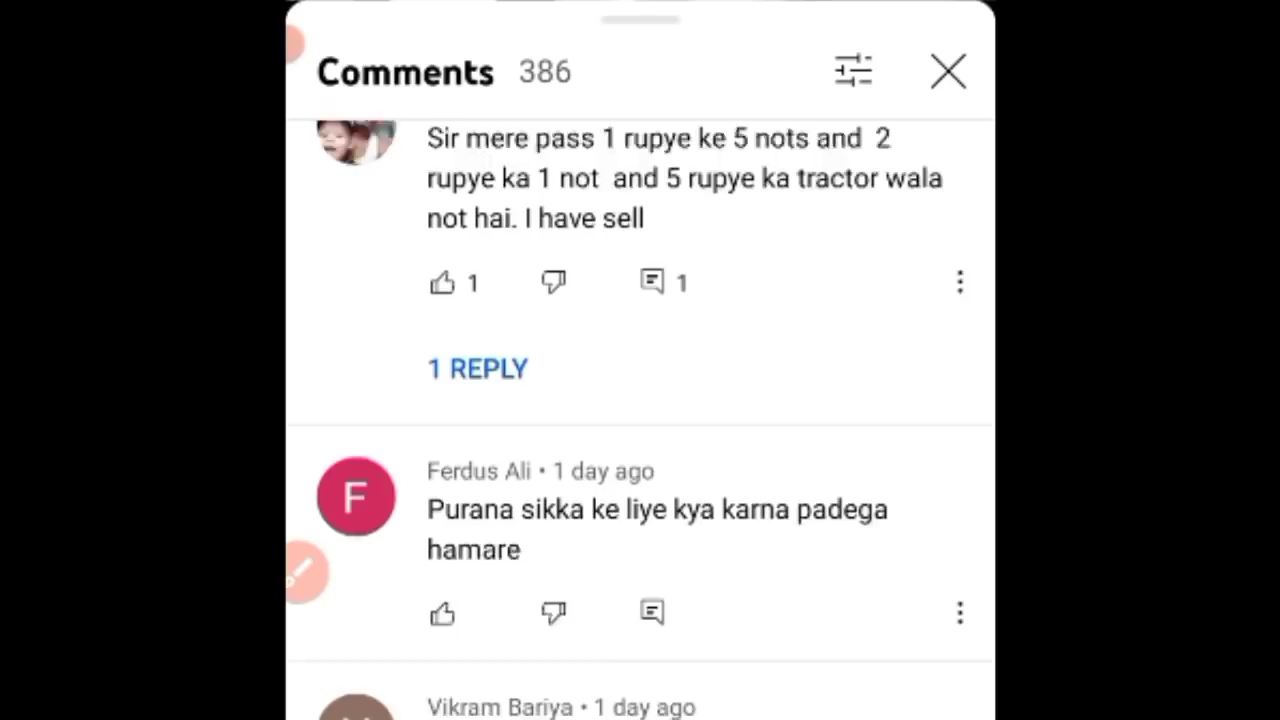 Comments 386
Sir mere pass 1 rupye ke 5 nots and 2
rupye ka 1 not and 5 rupye ka tractor wala
not hai. I have sell
1 1
1 REPLY
F
Ferdus Ali • 1 day ago
Purana sikka ke liye kya karna padega
hamare
Vikram Bariya • 1 day ago